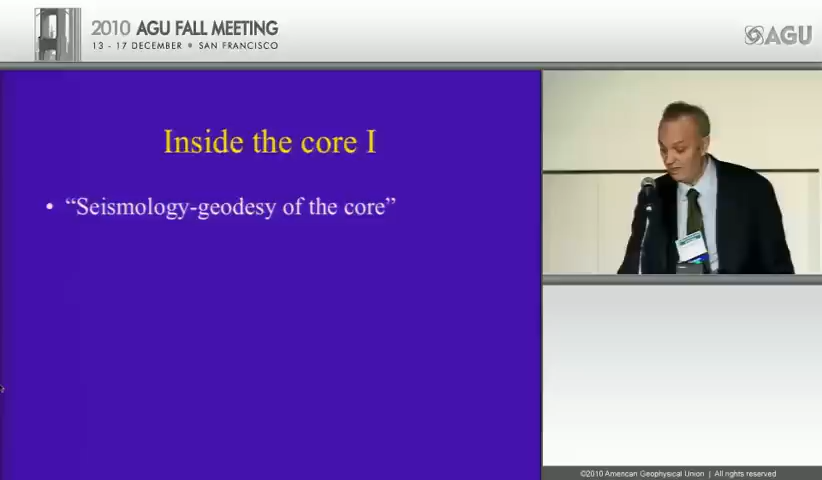 2010 AGU FALL MEETING
13 - 17 DECEMBER • SAN FRANCISCO
AGU
Inside the core I
• “Seismology-geodesy of the core”
©2010 American Geophysical Union | All rights reserved